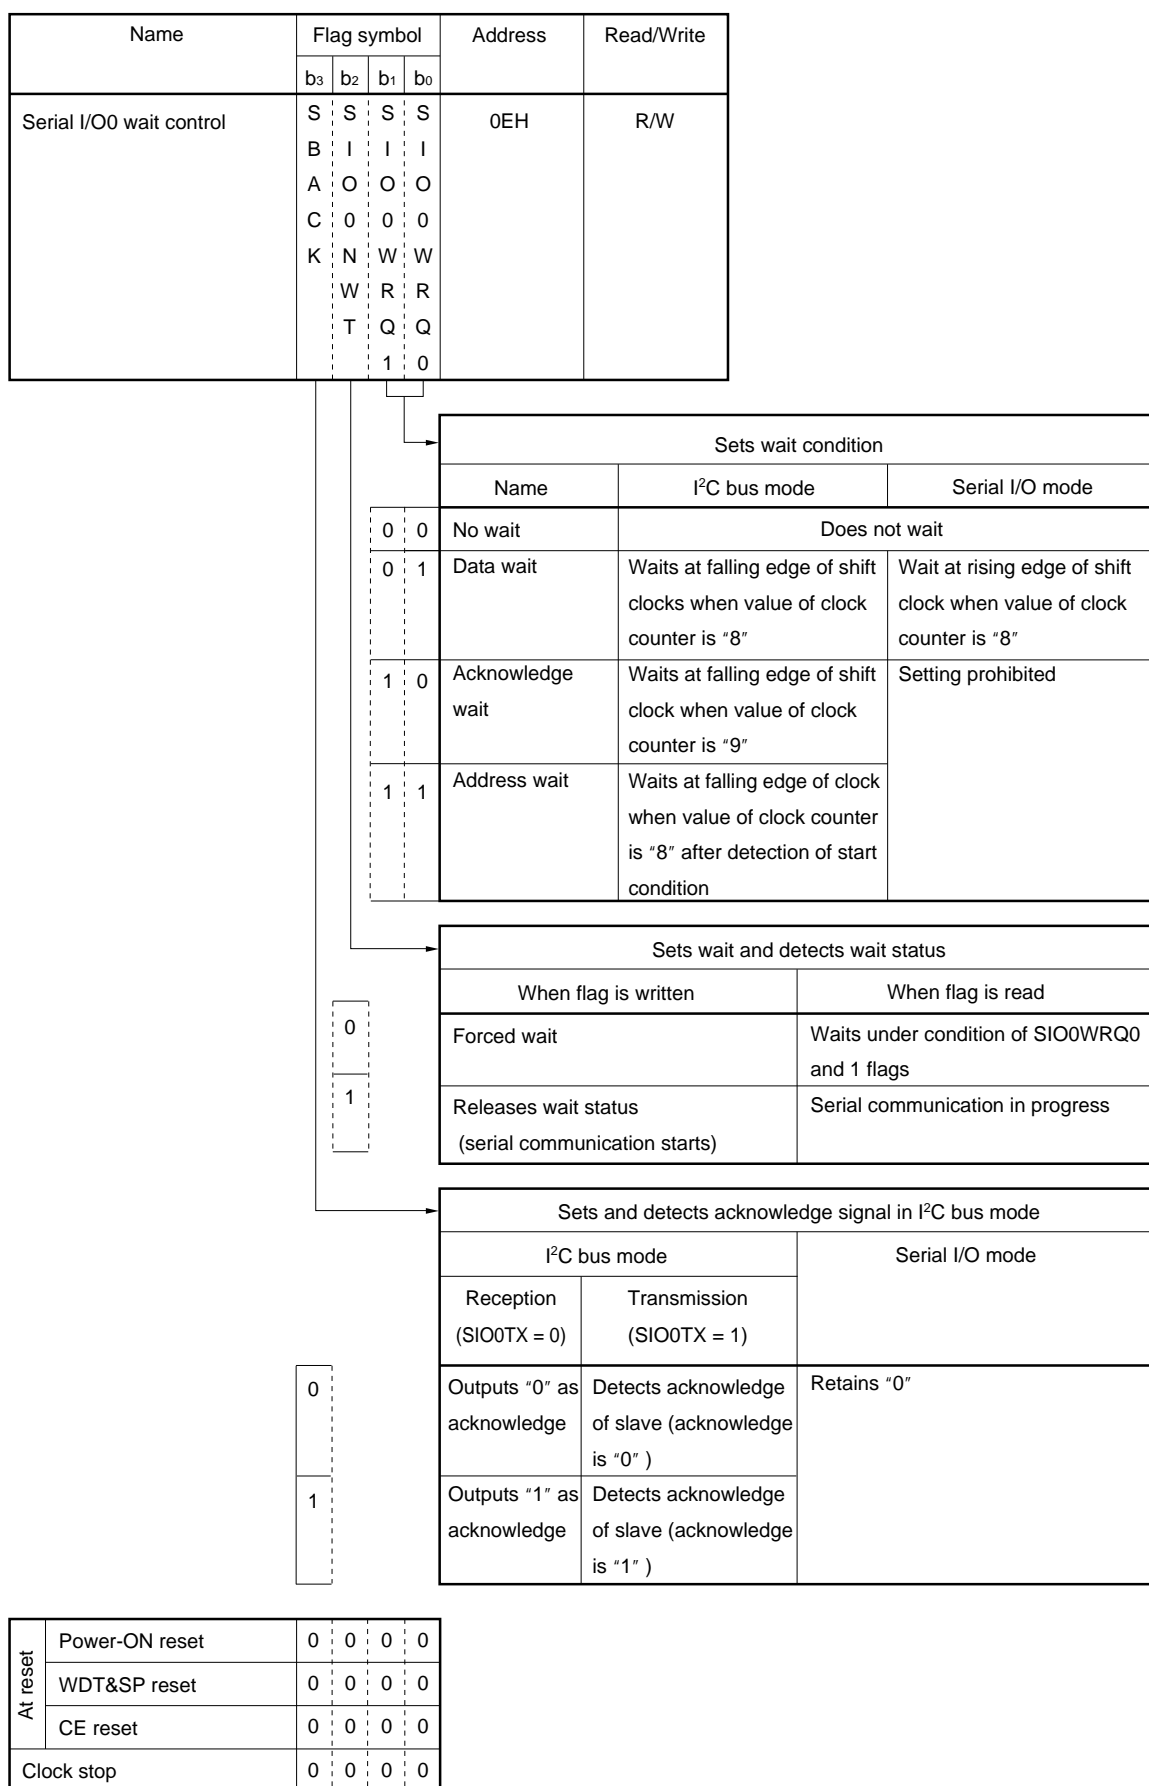 Name Flag symbol Address Read/Write
b3 b2 b1 b0
Serial I/O0 wait control SBACK SIO0NWT SIO0WRQ1 SIO0WRQ0 0EH R/W
Sets wait condition
Name I2C bus mode Serial I/O mode
0 0 No wait Does not wait
0 1 Data wait Waits at falling edge of shift Wait at rising edge of shift
clocks when value of clock clock when value of clock
counter is “8” counter is “8”
1 0 Acknowledge Waits at falling edge of shift Setting prohibited
wait clock when value of clock
counter is “9”
1 1 Address wait Waits at falling edge of clock
when value of clock counter
is “8” after detection of start
condition
Sets wait and detects wait status
When flag is written When flag is read
0 Forced wait Waits under condition of SIO0WRQ0
and 1 flags
1 Releases wait status Serial communication in progress
(serial communication starts)
Sets and detects acknowledge signal in I2C bus mode
I2C bus mode Serial I/O mode
Reception Transmission
(SIO0TX = 0) (SIO0TX = 1)
0 Outputs “0” as Detects acknowledge Retains “0”
acknowledge of slave (acknowledge
is “0” )
1 Outputs “1” as Detects acknowledge
acknowledge of slave (acknowledge
is “1” )
At reset
Power-ON reset 0 0 0 0
WDT&SP reset 0 0 0 0
CE reset 0 0 0 0
Clock stop 0 0 0 0